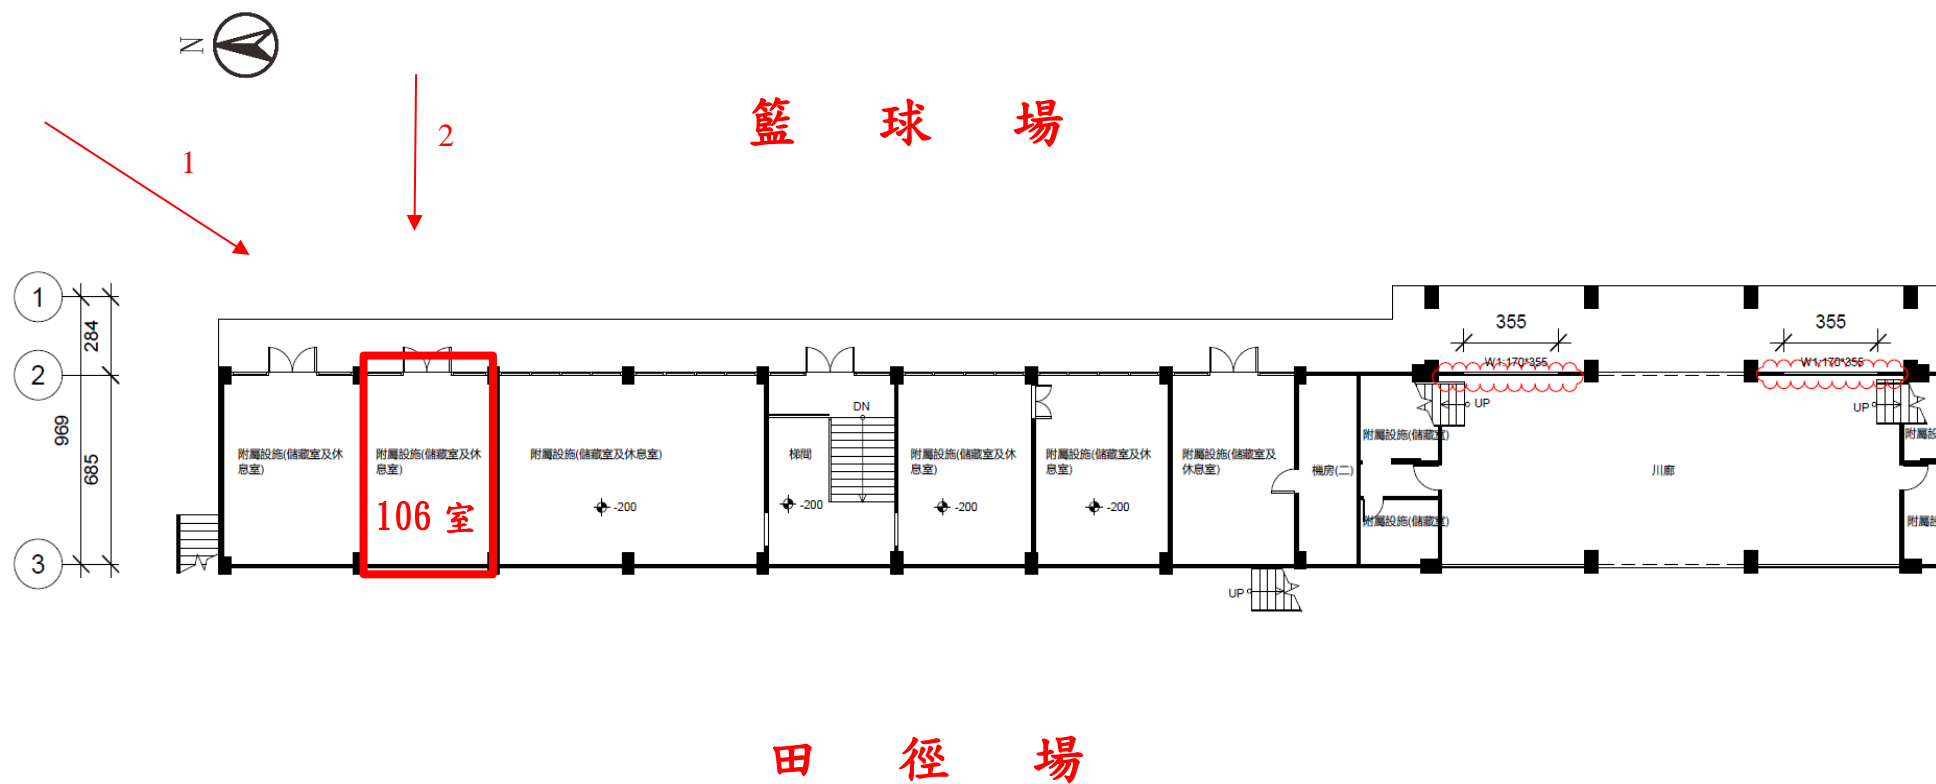 N
籃球場
1
2
1
284
2
969
685
3
355
355
W1:170*355
W1:170*355
DN
UP
UP
附屬設施(儲藏室及休
息室)
附屬設施(儲藏室及休
息室)
106 室
附屬設施(儲藏室及休息室)
-200
梯間
-200
附屬設施(儲藏室及休
息室)
-200
附屬設施(儲藏室及休
息室)
-200
附屬設施(儲藏室及
休息室)
機房(二)
附屬設施(儲藏室)
附屬設施(儲藏室)
川廊
附屬設
附屬設
UP
田徑場